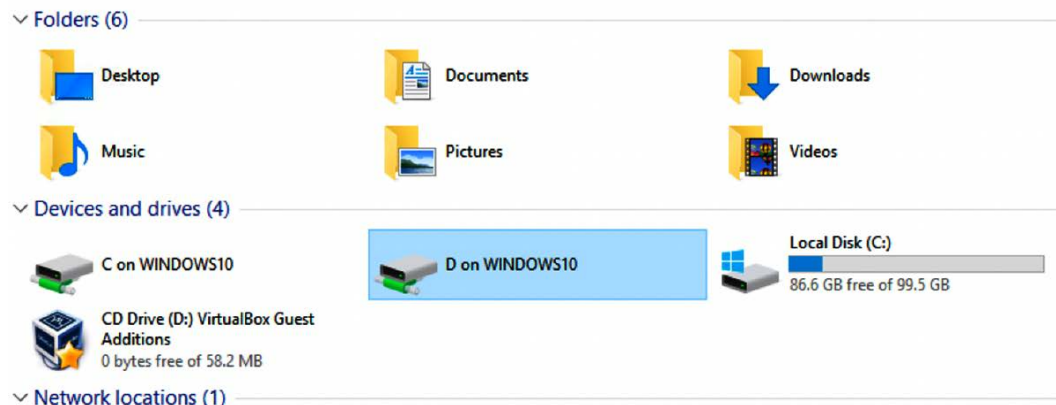 Folders (6)
Desktop
Documents
Downloads
Music
Pictures
Videos
Devices and drives (4)
C on WINDOWS10
D on WINDOWS10
Local Disk (C:)
86.6 GB free of 99.5 GB
CD Drive (D:) VirtualBox Guest
Additions
0 bytes free of 58.2 MB
Network locations (1)